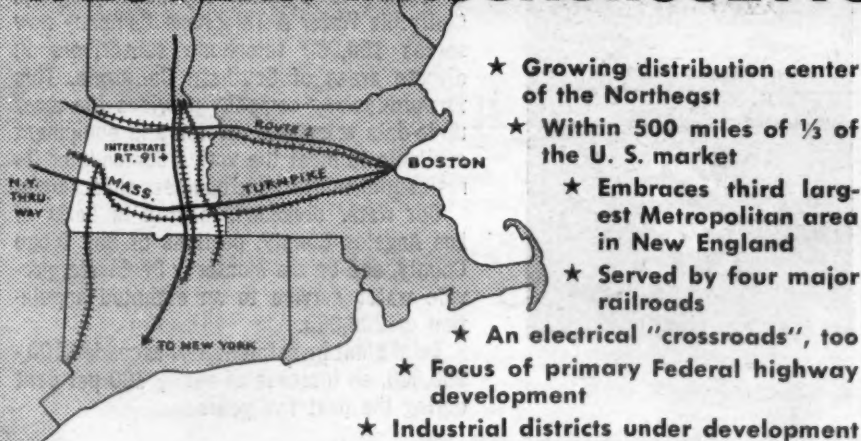 ★ Growing distribution center
of the Northeast
★ Within 500 miles of ⅓ of
the U. S. market
★ Embraces third larg-
est Metropolitan area
in New England
★ Served by four major
railroads
★ An electrical "crossroads", too
★ Focus of primary Federal highway
development
★ Industrial districts under development
ROUTE 2
INTERSTATE
RT. 91→
BOSTON
MASS. TURNPIKE
N.Y.
THRU-
WAY
TO NEW YORK